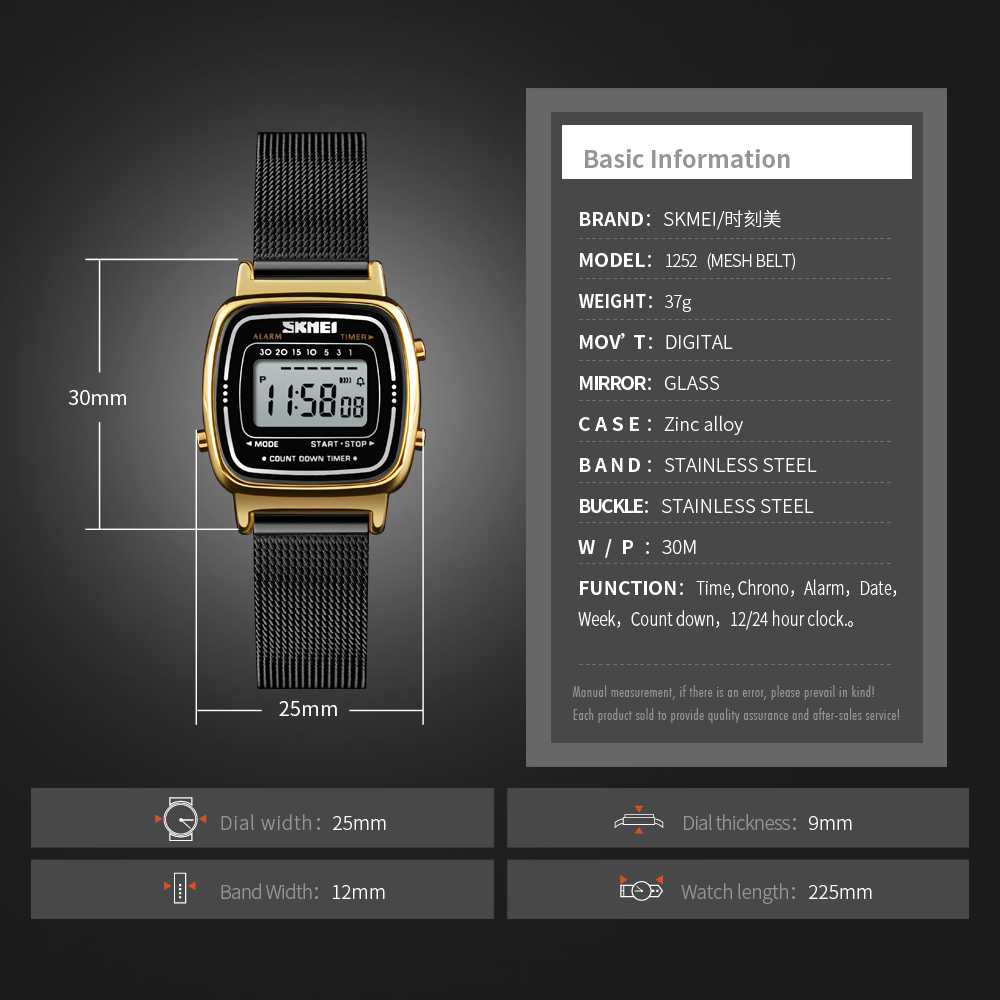 SKMEI
ALARM TIMER
30 20 15 10 5 3 1
P
11:58 08
MODE START•STOP
• COUNT DOWN TIMER •
30mm
25mm
Basic Information
BRAND： SKMEI/时刻美
MODEL： 1252 (MESH BELT)
WEIGHT： 37g
MOV’ T： DIGITAL
MIRROR： GLASS
CASE： Zinc alloy
BAND： STAINLESS STEEL
BUCKLE： STAINLESS STEEL
W / P ： 30M
FUNCTION： Time, Chrono， Alarm， Date，
Week， Count down， 12/24 hour clock.。
Manual measurement, if there is an error, please prevail in kind!
Each product sold to provide quality assurance and after-sales service!
Dial width： 25mm
Dial thickness： 9mm
Band Width： 12mm
Watch length： 225mm